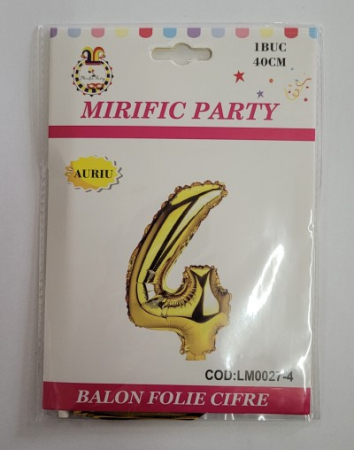 1BUC
40CM
MIRIFIC PARTY
AURIU
COD:LM0027-4
BALON FOLIE CIFRE